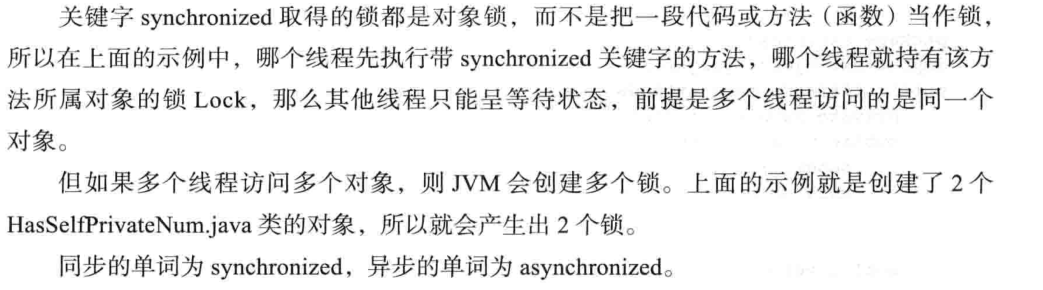 关键字 synchronized 取得的锁都是对象锁，而不是把一段代码或方法（函数）当作锁，
所以在上面的示例中，哪个线程先执行带 synchronized 关键字的方法，哪个线程就持有该方
法所属对象的锁 Lock，那么其他线程只能呈等待状态，前提是多个线程访问的是同一个
对象。
但如果多个线程访问多个对象，则 JVM 会创建多个锁。上面的示例就是创建了 2 个
HasSelfPrivateNum.java 类的对象，所以就会产生出 2 个锁。
同步的单词为 synchronized，异步的单词为 asynchronized。